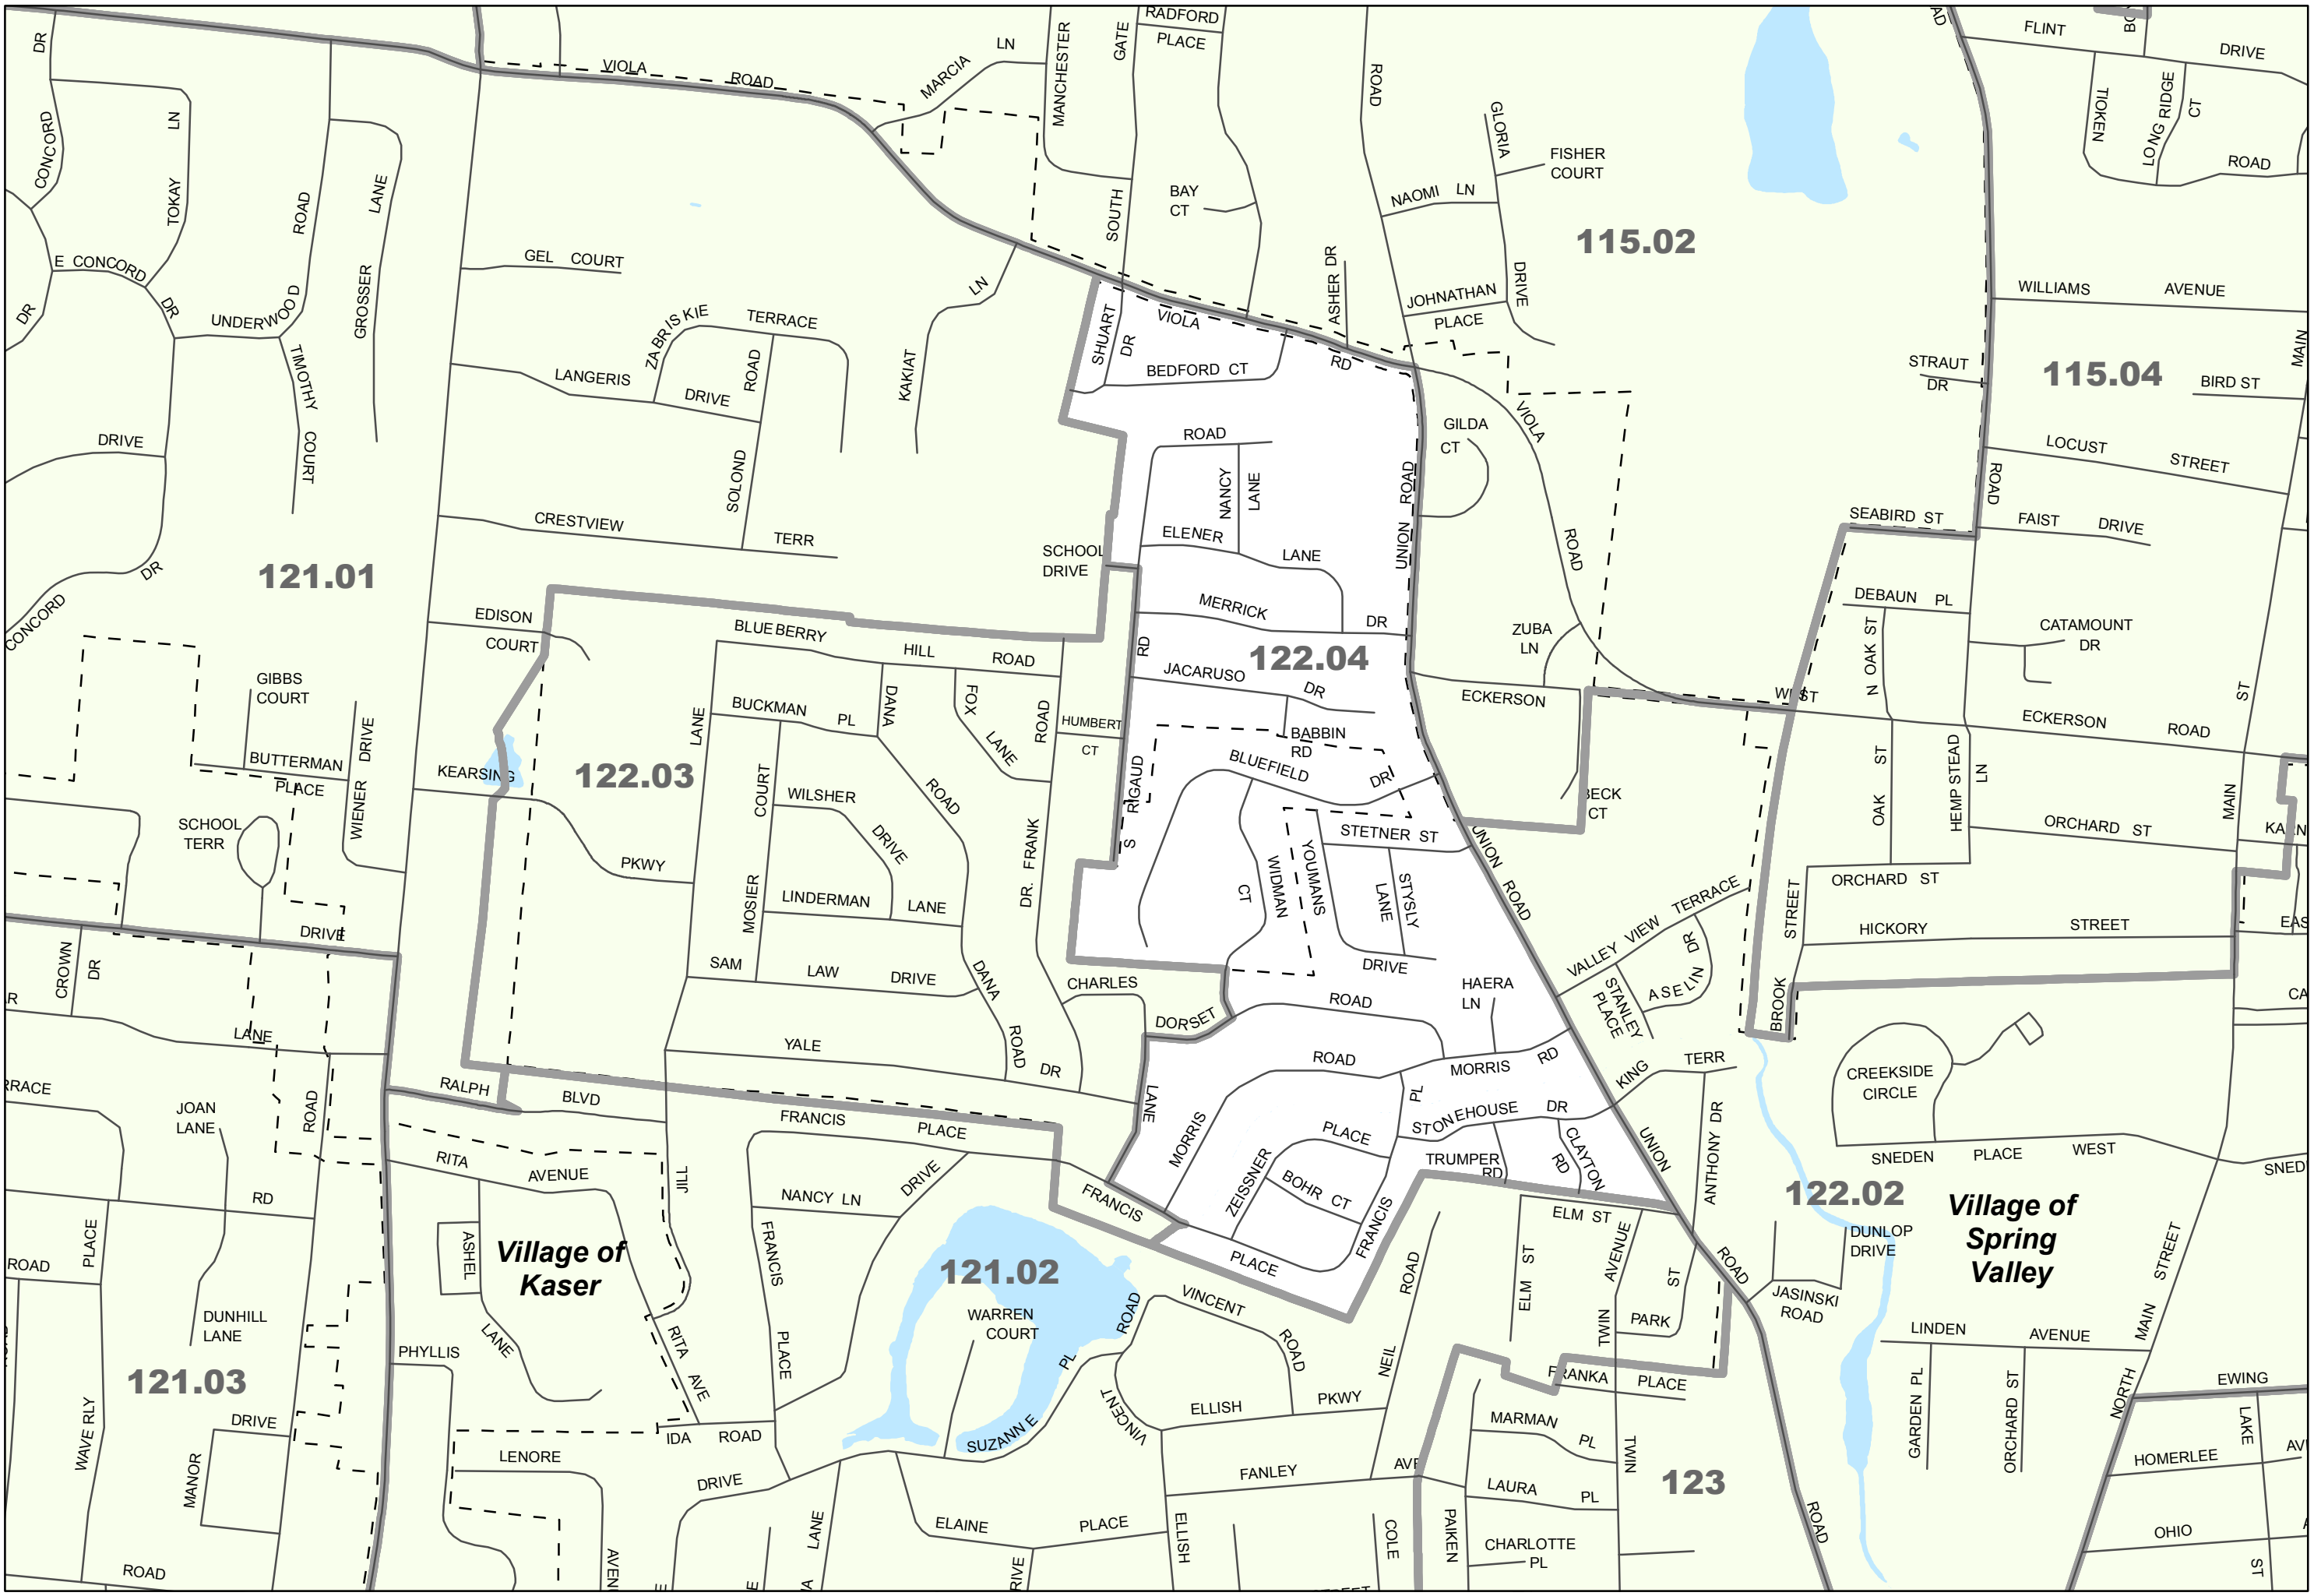 RADFORD
PLACE
GATE
MANCHESTER
LN
MARCIA
VIOLA
ROAD
ROAD
FLINT
DRIVE
TIOKEN
LONG RIDGE
CT
ROAD
DR
CONCORD
LN
TOKAY
ROAD
LANE
GROSSER
E CONCORD
DR
DR
UNDERWOOD
TIMOTHY
COURT
DRIVE
DR
CONCORD
121.01
GEL COURT
ZABRISKIE
TERRACE
ROAD
LANGERIS
DRIVE
SOLOND
KAKIAT
LN
CRESTVIEW
TERR
SOUTH
BAY
CT
GLORIA
FISHER
COURT
NAOMI LN
115.02
ASHER DR
JOHNATHAN
PLACE
DRIVE
SHUART
DR
VIOLA
RD
BEDFORD CT
ROAD
NANCY
LANE
ELENER
LANE
UNION
ROAD
GILDA
CT
VIOLA
ROAD
WILLIAMS AVENUE
MAIN
STRAUT
DR
115.04
BIRD ST
LOCUST
STREET
ROAD
SEABIRD ST
FAIST
DRIVE
SCHOOL
DRIVE
MERRICK
DR
RD
122.04
JACARUSO
DR
BABBIN
RD
BLUEFIELD
DRI
S RIGAUD
ZUBA
LN
ECKERSON
BECK
CT
WEST
DEBAUN PL
N OAK ST
CATAMOUNT
DR
ST
ECKERSON
ROAD
OAK
ST
HEMPSTEAD
LN
MAIN
ORCHARD ST
ORCHARD ST
HICKORY
STREET
STREET
BROOK
EDISON
COURT
BLUEBERRY
HILL
ROAD
BUCKMAN
PL
DANA
FOX
LANE
ROAD
HUMBERT
CT
LANE
122.03
KEARSING
PKWY
COURT
MOSIER
WILSHER
DRIVE
ROAD
DR. FRANK
LINDERMAN
LANE
SAM
LAW
DRIVE
DANA
ROAD
CHARLES
YALE
DR
GIBBS
COURT
BUTTERMAN
PLACE
WIENER
DRIVE
SCHOOL
TERR
DRIVE
CROWN
DR
LANE
STETNER ST
YOUMANS
WIDMAN
CT
STYSLY
LANE
DRIVE
UNION
ROAD
HAERA
LN
ROAD
DORSET
LANE
ROAD
MORRIS
RD
MORRIS
PL
STONEHOUSE
DR
PLACE
ZEISSNER
BOHR CT
FRANCIS
PLACE
TRUMPER
RD
CLAYTON
RD
VALLEY VIEW TERRACE
ASELIN DR
STANLEY
PLACE
KING
TERR
UNION
ANTHONY DR
CREEKSIDE
CIRCLE
SNEDEN
PLACE
WEST
122.02
Village of
Spring
Valley
DUNLOP
DRIVE
JASINSKI
ROAD
LINDEN
AVENUE
GARDEN PL
ORCHARD ST
MAIN
STREET
NORTH
EWING
LAKE
HOMERLEE
OHIO
ST
JOAN
LANE
ROAD
RD
PLACE
ROAD
DUNHILL
LANE
121.03
WAVERLY
DRIVE
MANOR
ROAD
RALPH
BLVD
RITA
AVENUE
JILL
ASHEL
LANE
Village of
Kaser
PHYLLIS
RITA
AVE
IDA
ROAD
LENORE
DRIVE
FRANCIS
PLACE
NANCY LN
DRIVE
FRANCIS
PLACE
121.02
WARREN
COURT
SUZANNE
PL
ROAD
FRANCIS
VINCENT
ROAD
VINCENT
ELLISH
PKWY
NEIL
ROAD
FANLEY
ELAINE
PLACE
ELLISH
LANE
COLE
ELM ST
ELM ST
AVENUE
TWIN
PARK
ST
ROAD
FRANKA
PLACE
MARMAN
PL
LAURA
PL
TWIN
123
PAIKEN
CHARLOTTE
PL
ROAD